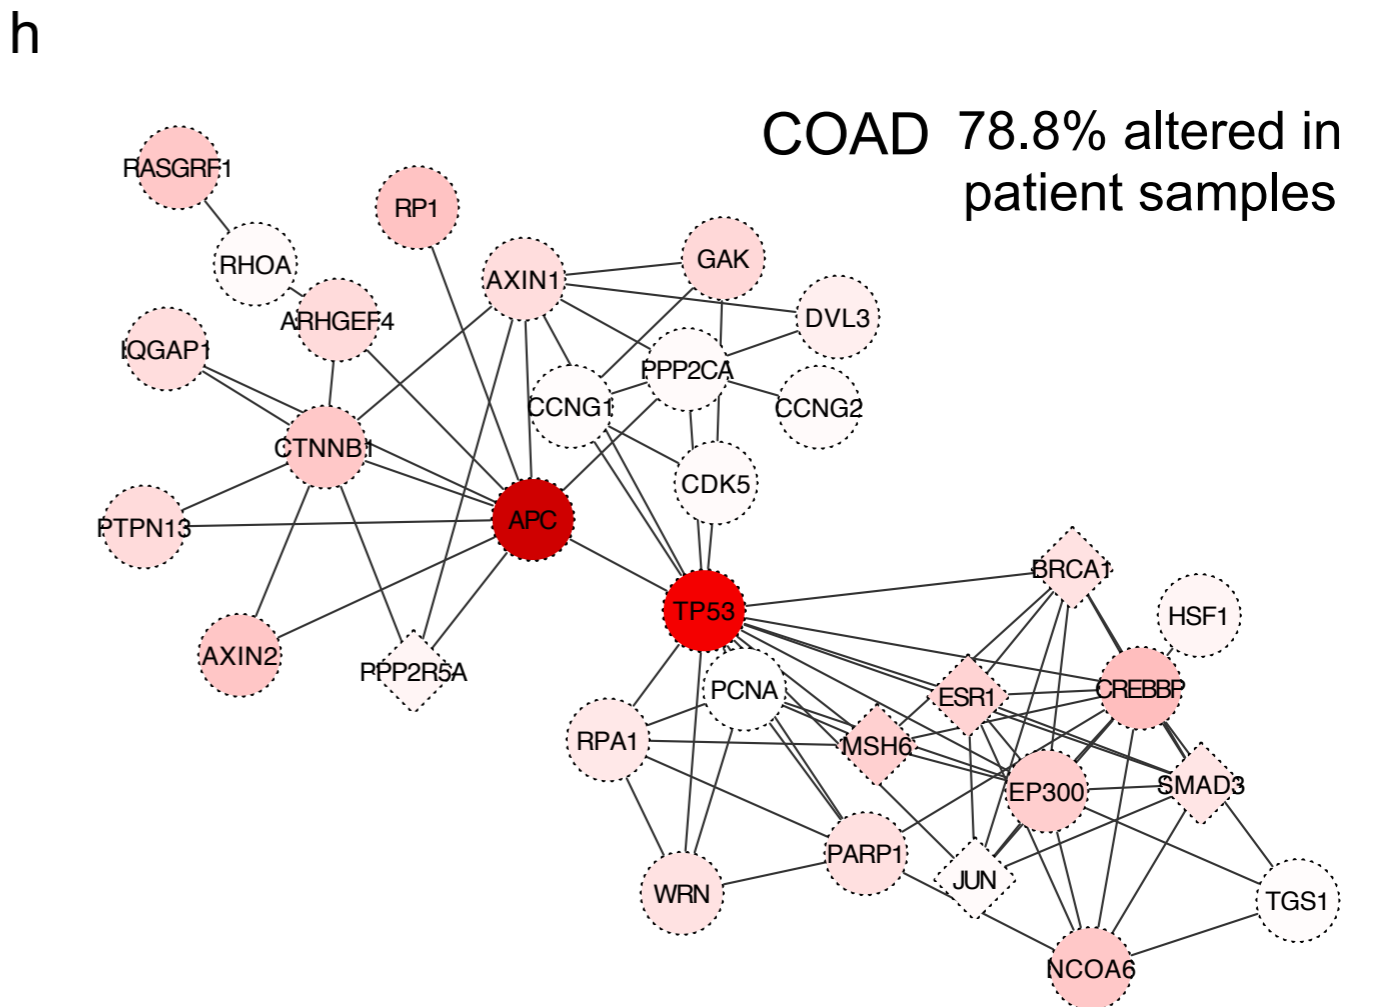 h
COAD 78.8% altered in
patient samples
RASGRF1
RP1
RHOA
AXIN1
GAK
ARHGEF4
DVL3
IQGAP1
PPP2CA
CCNG1
CCNG2
CTNNB1
CDK5
PTPN13
APC
BRCA1
TP53
HSF1
AXIN2
PPP2R5A
PCNA
ESR1
CREBBP
RPA1
MSH6
EP300
SMAD3
PARP1
JUN
WRN
TGS1
NCOA6